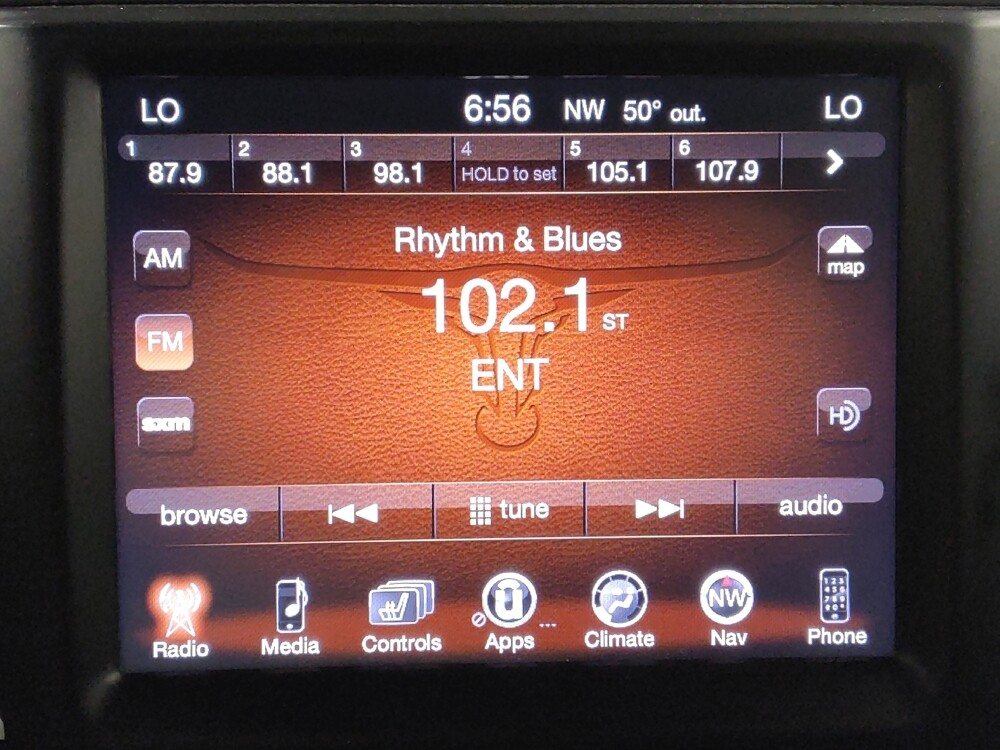 LO 6:56 NW 50° out. LO
1 2 3 4 5 6
87.9 88.1 98.1 HOLD to set 105.1 107.9
Rhythm & Blues
AM
map
102.1 ST
FM
ENT
sxm
HD
browse tune audio
Radio Media Controls Apps ... Climate Nav Phone
NW